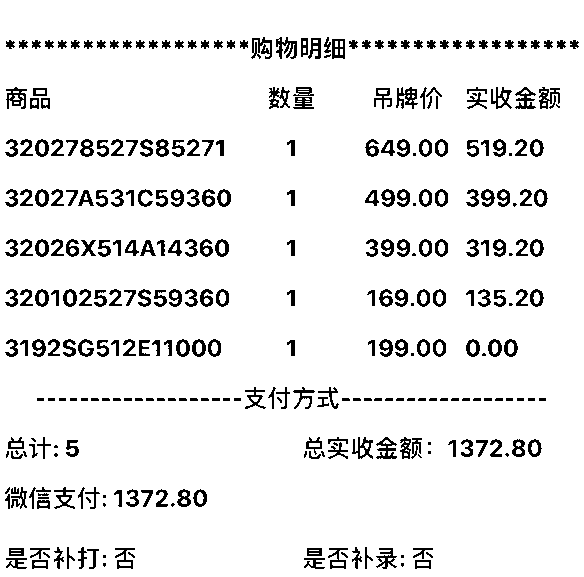 *******************购物明细******************
商品 数量 吊牌价 实收金额
320278527S85271 1 649.00 519.20
32027A531C59360 1 499.00 399.20
32026X514A14360 1 399.00 319.20
320102527S59360 1 169.00 135.20
3192SG512E11000 1 199.00 0.00
-------------------支付方式-------------------
总计: 5 总实收金额：1372.80
微信支付: 1372.80
是否补打: 否 是否补录: 否